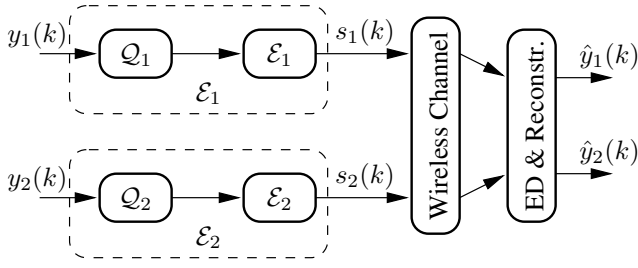 y₁(k)
𝒬₁
ℰ₁
s₁(k)
ℰ₁
y₂(k)
𝒬₂
ℰ₂
s₂(k)
ℰ₂
Wireless Channel
ED & Reconstr.
ŷ₁(k)
ŷ₂(k)